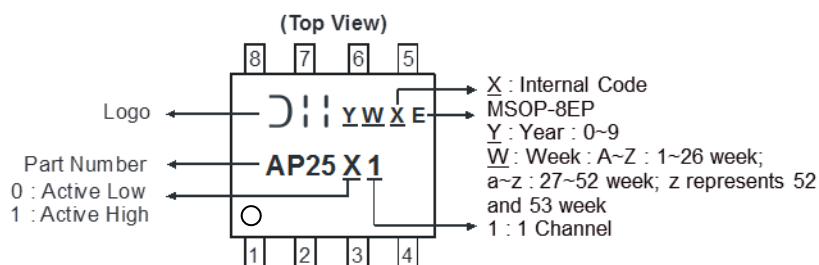 (Top View)
8 7 6 5
Logo
Y W X E
X : Internal Code
MSOP-8EP
Y : Year : 0~9
W : Week : A~Z : 1~26 week;
a~z : 27~52 week; z represents 52
and 53 week
1 : 1 Channel
Part Number
AP25 X 1
0 : Active Low
1 : Active High
1 2 3 4